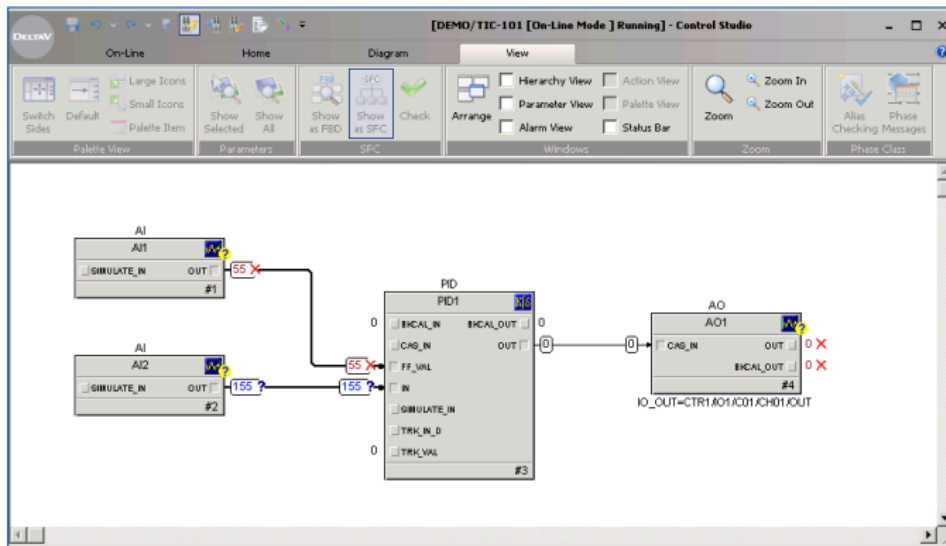 DELTAV
[DEMO/TIC-101 [On-Line Mode ] Running] - Control Studio
On-Line Home Diagram View
Switch Sides
Default
Large Icons
Small Icons
Palette Item
Palette View
Show Selected
Show All
Parameters
Show as FBD
SFC
Show as SFC
Check
SFC
Arrange
Hierarchy View
Parameter View
Alarm View
Action View
Palette View
Status Bar
Windows
Zoom
Zoom In
Zoom Out
Zoom
Alias Checking
Phase Messages
Phase Class
AI
AI1
SIMULATE_IN OUT 55
#1
AI
AI2
SIMULATE_IN OUT 155 ?
#2
PID
PID1
0 BKCAL_IN BKCAL_OUT 0
CAS_IN OUT 0
55 FF_VAL
155 ? IN
SIMULATE_IN
TRK_IN_D
0 TRK_VAL
#3
AO
AO1
0 CAS_IN OUT 0
BKCAL_OUT 0
#4
IO_OUT=CTR1/IO1/C01/CH01/OUT